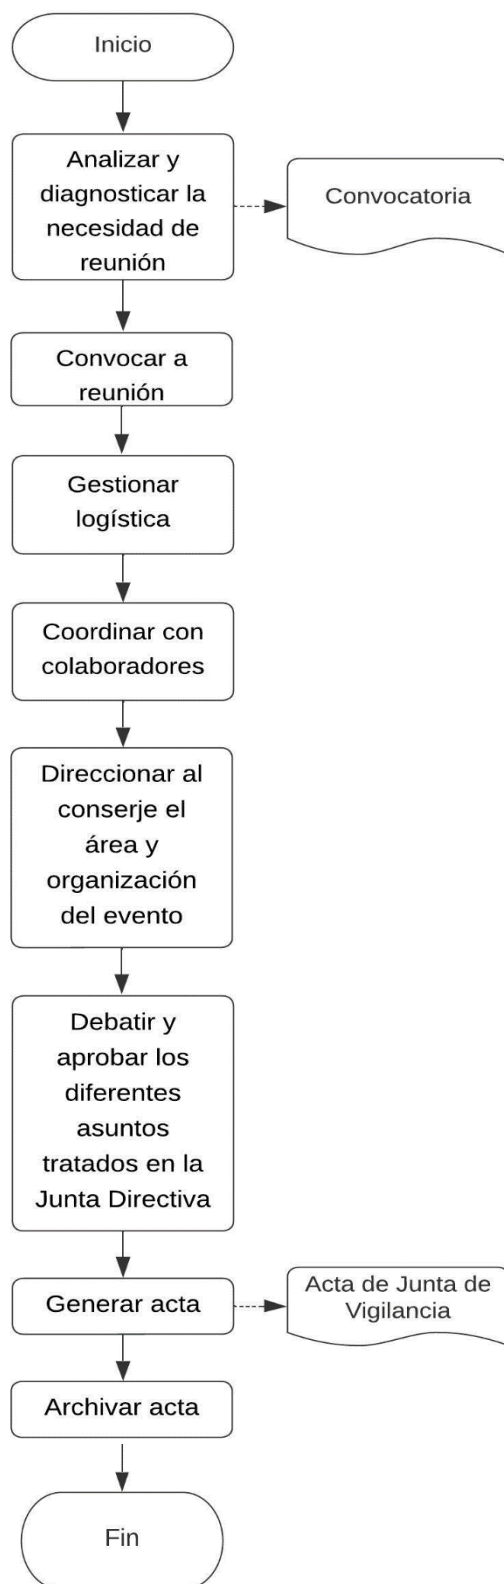 Inicio
Analizar y
diagnosticar la
necesidad de
reunión
Convocatoria
Convocar a
reunión
Gestionar
logística
Coordinar con
colaboradores
Direccionar al
conserje el
área y
organización
del evento
Debatir y
aprobar los
diferentes
asuntos
tratados en la
Junta Directiva
Generar acta
Acta de Junta de
Vigilancia
Archivar acta
Fin